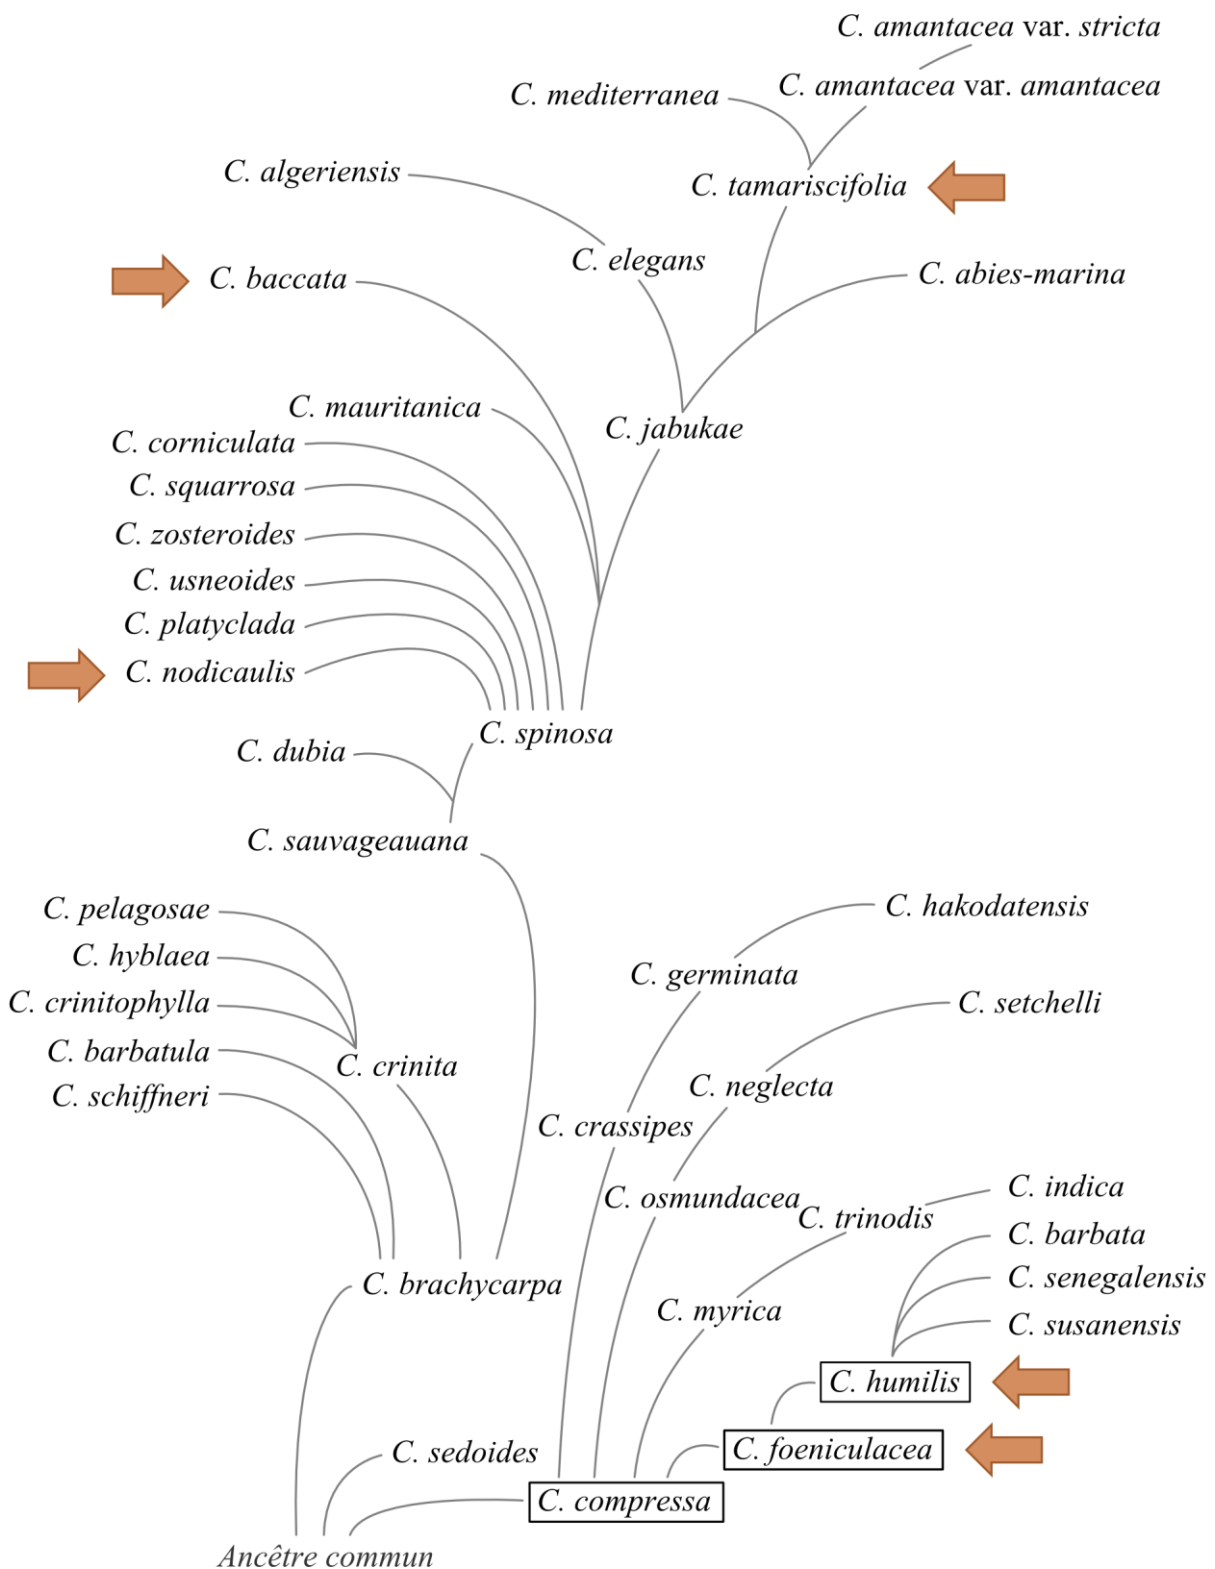 C. amantacea var. stricta
C. amantacea var. amantacea
C. mediterranea
C. algeriensis
C. tamariscifolia
C. elegans
C. baccata
C. abies-marina
C. mauritanica
C. jabukae
C. corniculata
C. squarrosa
C. zosteroides
C. usneoides
C. platyclada
C. nodicaulis
C. spinosa
C. dubia
C. sauvageauana
C. pelagosae
C. hakodatensis
C. hyblaea
C. germinata
C. crinitophylla
C. setchelli
C. barbatula
C. crinita
C. neglecta
C. schiffneri
C. crassipes
C. osmundacea
C. indica
C. trinodis
C. barbata
C. brachycarpa
C. senegalensis
C. myrica
C. susanensis
C. humilis
C. foeniculacea
C. sedoides
C. compressa
Ancêtre commun